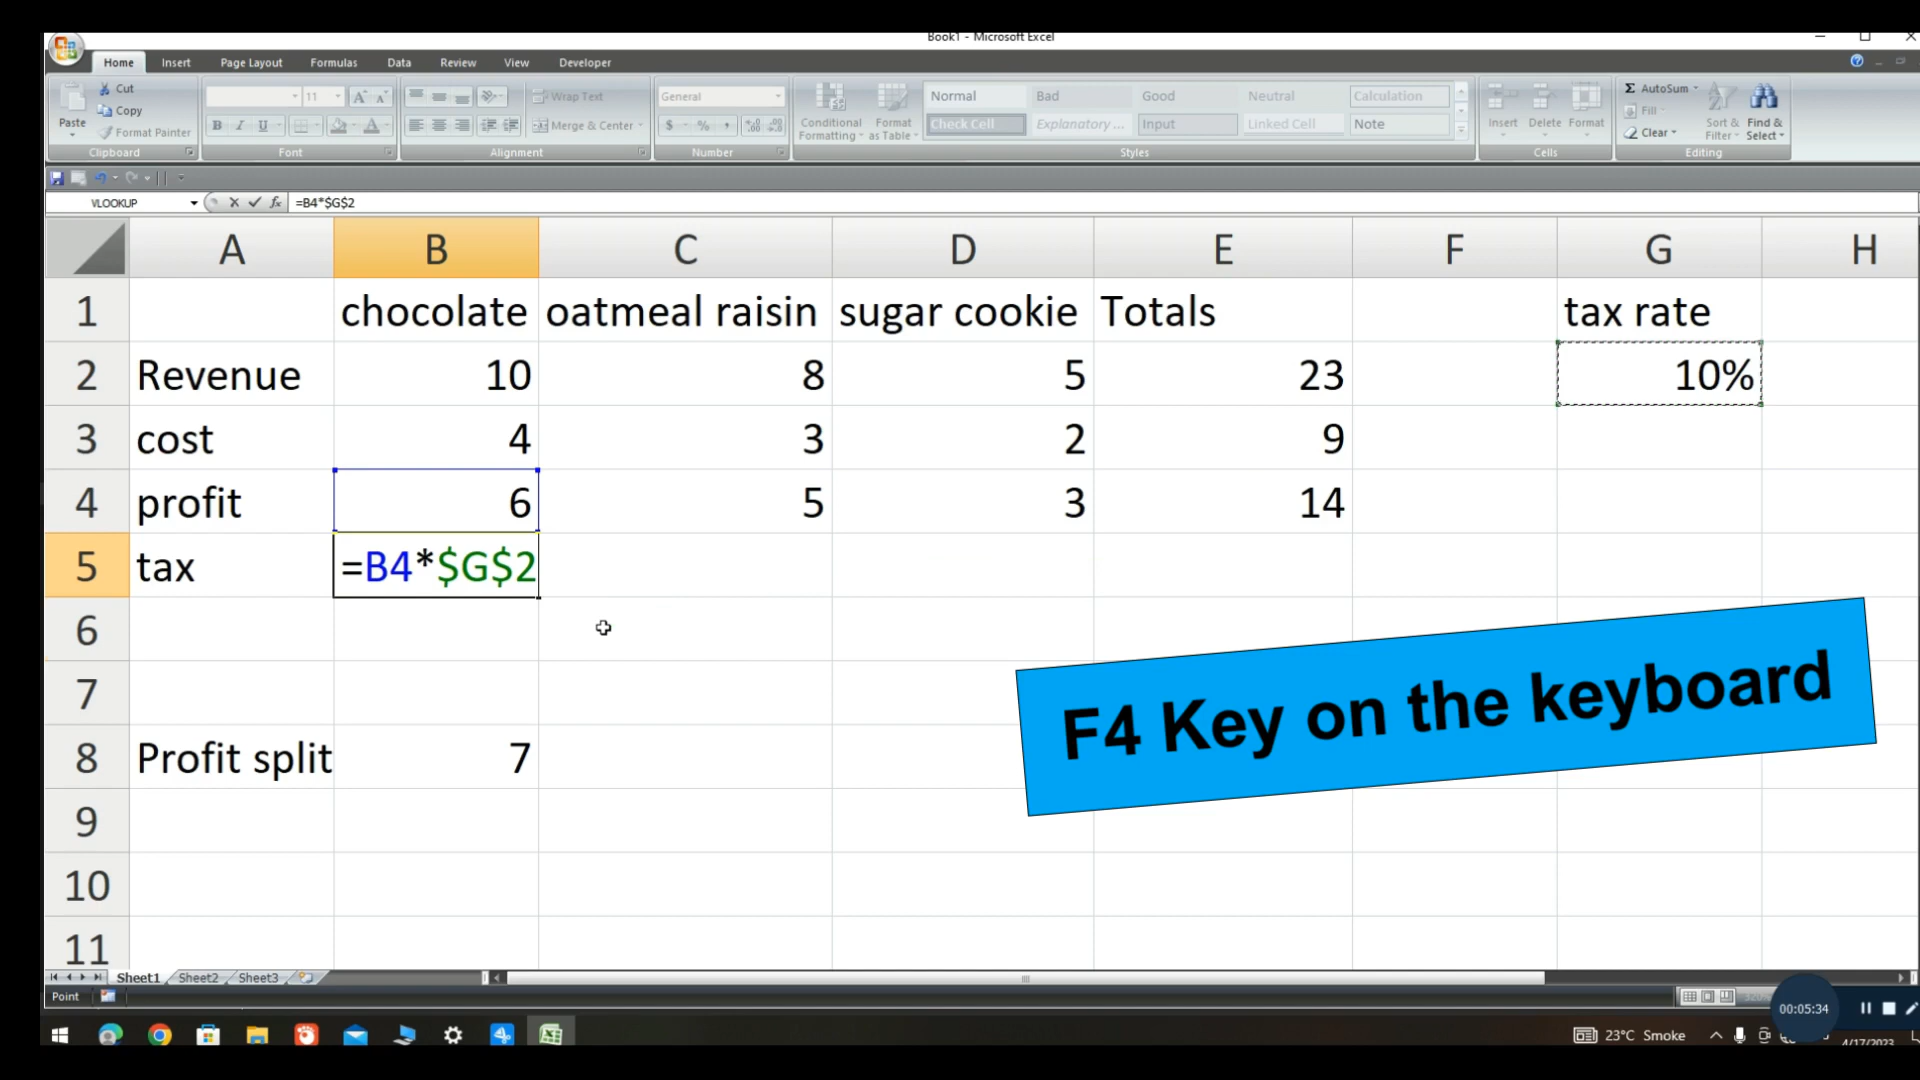 Book1 - Microsoft Excel
Home Insert Page Layout Formulas Data Review View Developer
Paste
Cut
Copy
Format Painter
Clipboard
11 A A
B I U A
Font
Wrap Text
Merge & Center
Alignment
General
$ % ,
Number
Conditional Formatting
Format as Table
Normal Bad Good Neutral Calculation
Check Cell Explanatory ... Input Linked Cell Note
Styles
Insert Delete Format
Cells
Σ AutoSum
Fill
Clear
Sort & Filter
Find & Select
Editing
VLOOKUP fx =B4*$G$2
A B C D E F G H
1 chocolate oatmeal raisin sugar cookie Totals tax rate
2 Revenue 10 8 5 23 10%
3 cost 4 3 2 9
4 profit 6 5 3 14
5 tax =B4*$G$2
6
7
8 Profit split 7
9
10
11
F4 Key on the keyboard
Sheet1 Sheet2 Sheet3
Point
00:05:34
23°C Smoke
4/17/2023